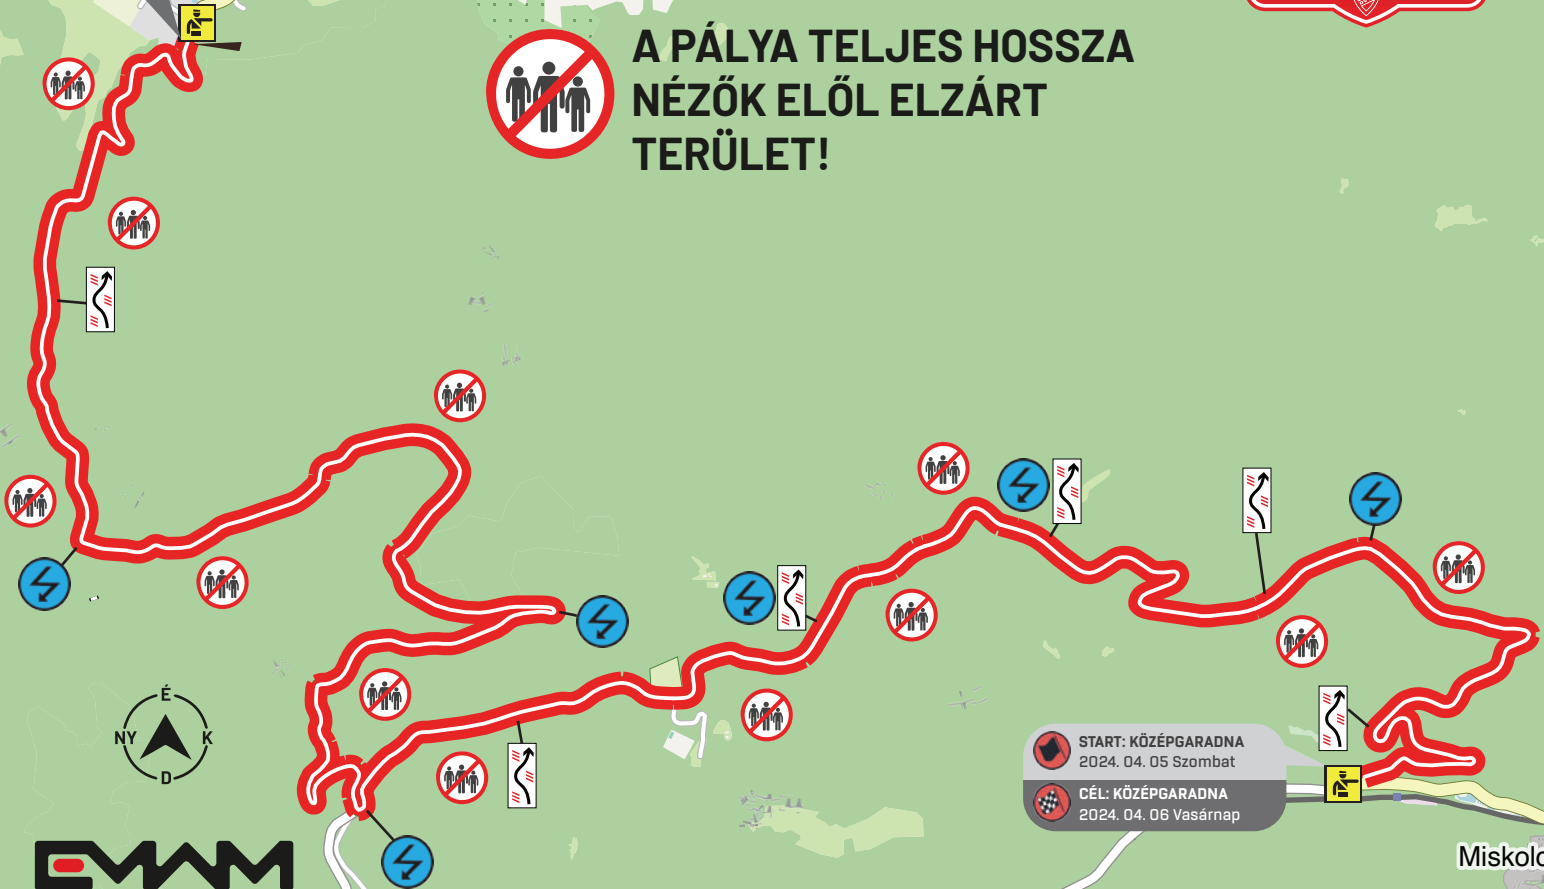 A PÁLYA TELJES HOSSZA
NÉZŐK ELŐL ELZÁRT
TERÜLET!
É
NY
K
D
START: KÖZÉPGARADNA
2024. 04. 05 Szombat
CÉL: KÖZÉPGARADNA
2024. 04. 06 Vasárnap
Miskolc